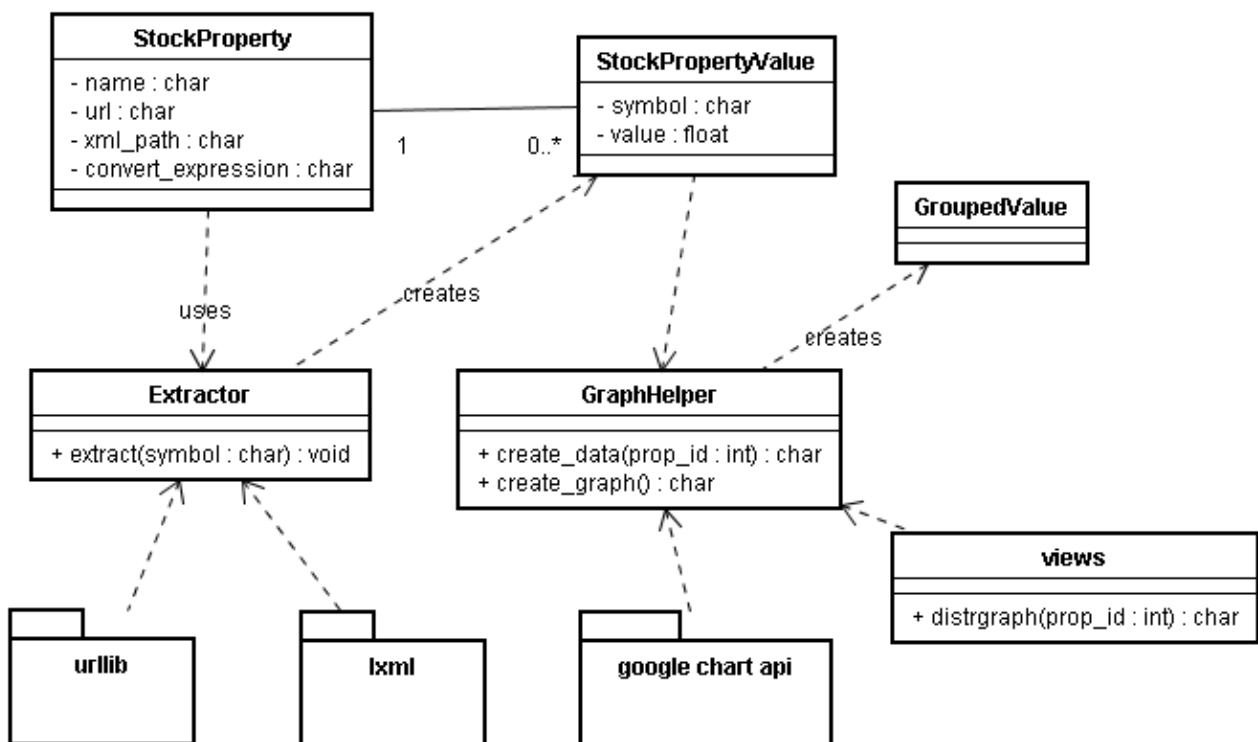 StockProperty
- name : char
- url : char
- xml_path : char
- convert_expression : char
1
0..*
StockPropertyValue
- symbol : char
- value : float
GroupedValue
uses
creates
creates
Extractor
+ extract(symbol : char) : void
GraphHelper
+ create_data(prop_id : int) : char
+ create_graph() : char
views
+ distrgraph(prop_id : int) : char
urllib
lxml
google chart api